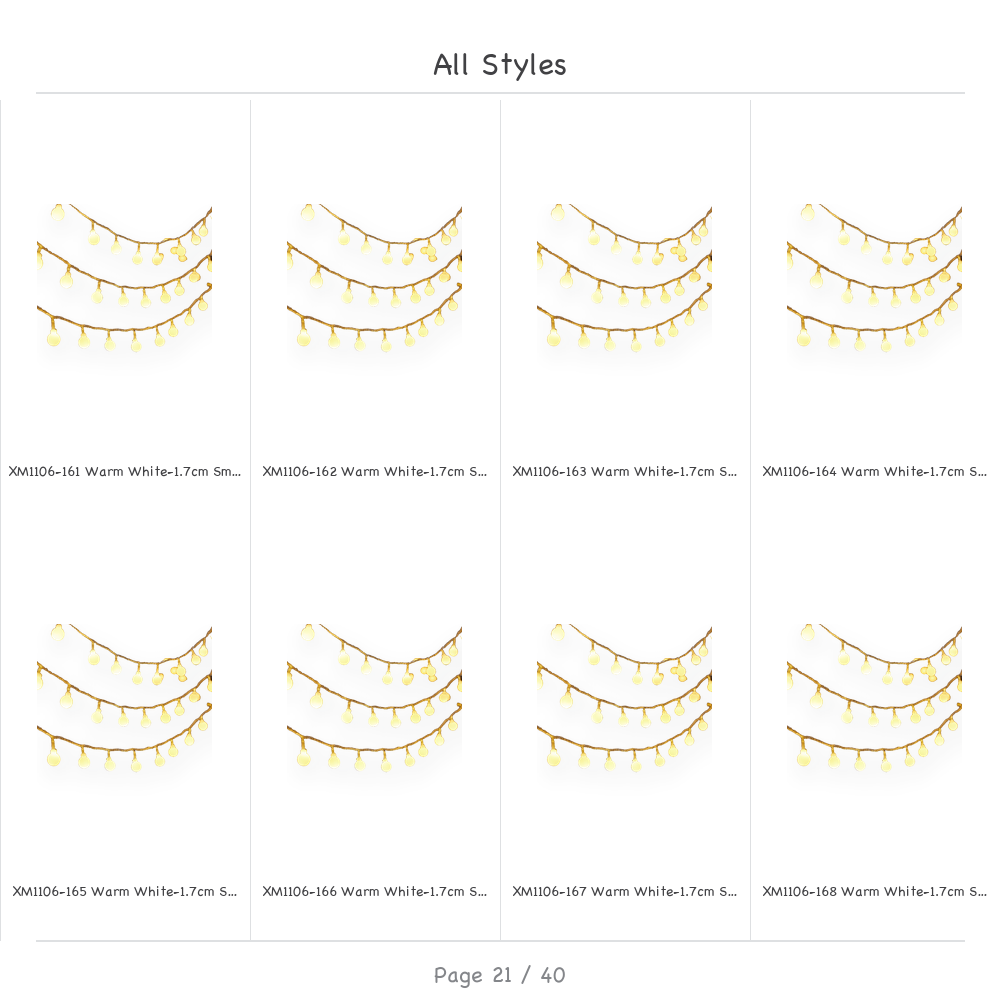 All Styles
XM1106-161 Warm White-1.7cm Sm...
XM1106-162 Warm White-1.7cm S...
XM1106-163 Warm White-1.7cm S...
XM1106-164 Warm White-1.7cm S...
XM1106-165 Warm White-1.7cm S...
XM1106-166 Warm White-1.7cm S...
XM1106-167 Warm White-1.7cm S...
XM1106-168 Warm White-1.7cm S...
Page 21 / 40